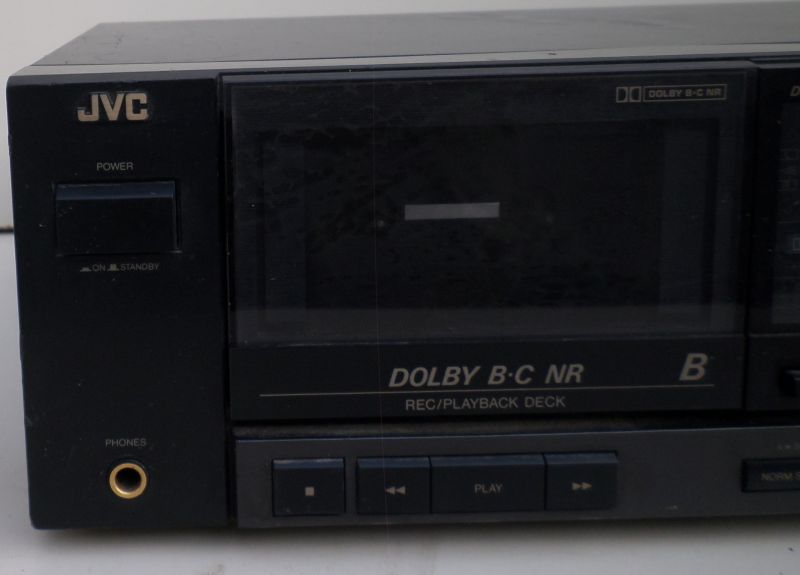 JVC
POWER
ON STANDBY
PHONES
DOLBY B·C NR
DOLBY B·C NR
B
REC/PLAYBACK DECK
PLAY
NORM